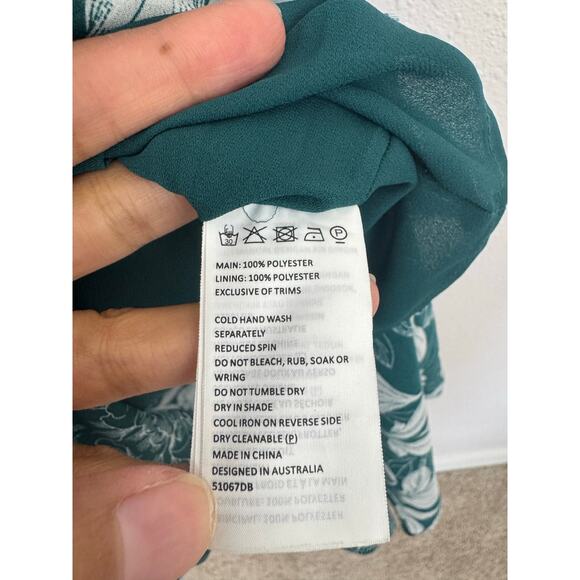 30 P
MAIN: 100% POLYESTER
LINING: 100% POLYESTER
EXCLUSIVE OF TRIMS
COLD HAND WASH
SEPARATELY
REDUCED SPIN
DO NOT BLEACH, RUB, SOAK OR
WRING
DO NOT TUMBLE DRY
DRY IN SHADE
COOL IRON ON REVERSE SIDE
DRY CLEANABLE (P)
MADE IN CHINA
DESIGNED IN AUSTRALIA
51067DB